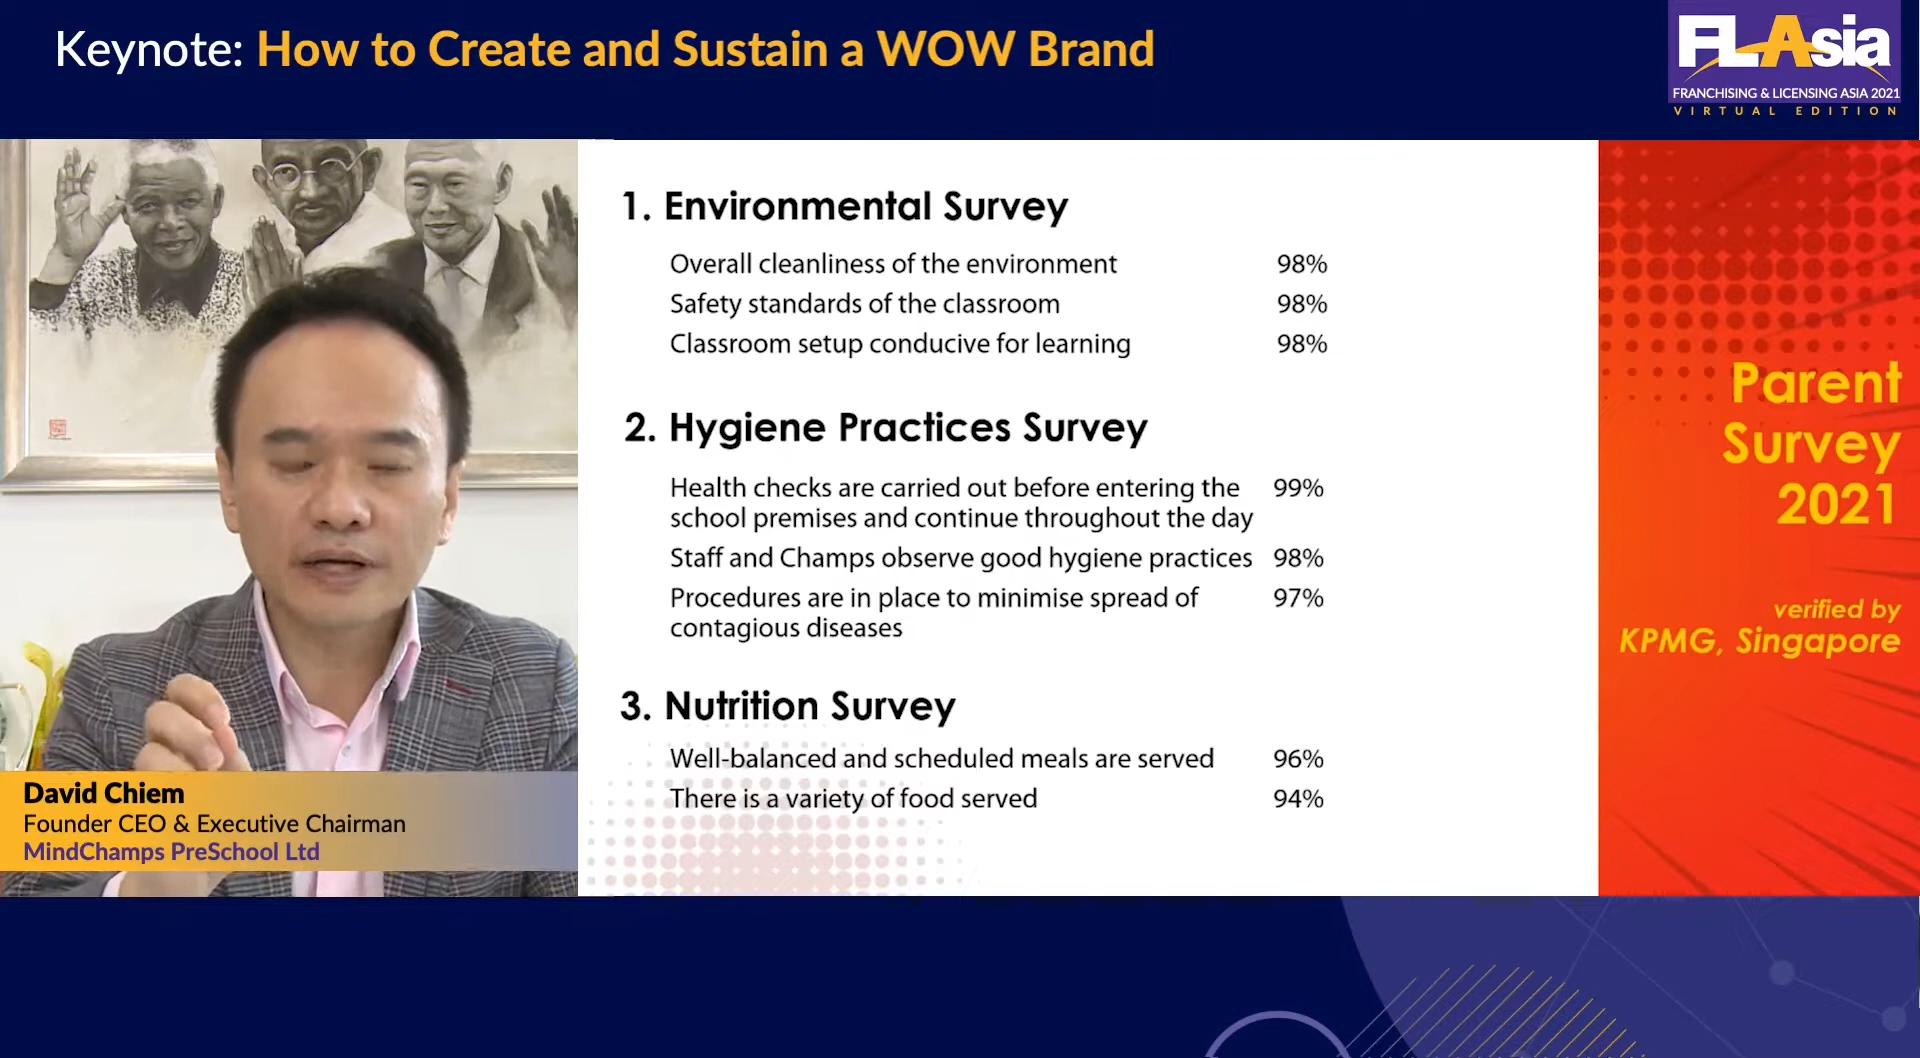 Keynote: How to Create and Sustain a WOW Brand
FLAsia
FRANCHISING & LICENSING ASIA 2021
VIRTUAL EDITION
1. Environmental Survey
Overall cleanliness of the environment 98%
Safety standards of the classroom 98%
Classroom setup conducive for learning 98%
2. Hygiene Practices Survey
Health checks are carried out before entering the 99%
school premises and continue throughout the day
Staff and Champs observe good hygiene practices 98%
Procedures are in place to minimise spread of 97%
contagious diseases
3. Nutrition Survey
Well-balanced and scheduled meals are served 96%
There is a variety of food served 94%
Parent
Survey
2021
verified by
KPMG, Singapore
David Chiem
Founder CEO & Executive Chairman
MindChamps PreSchool Ltd